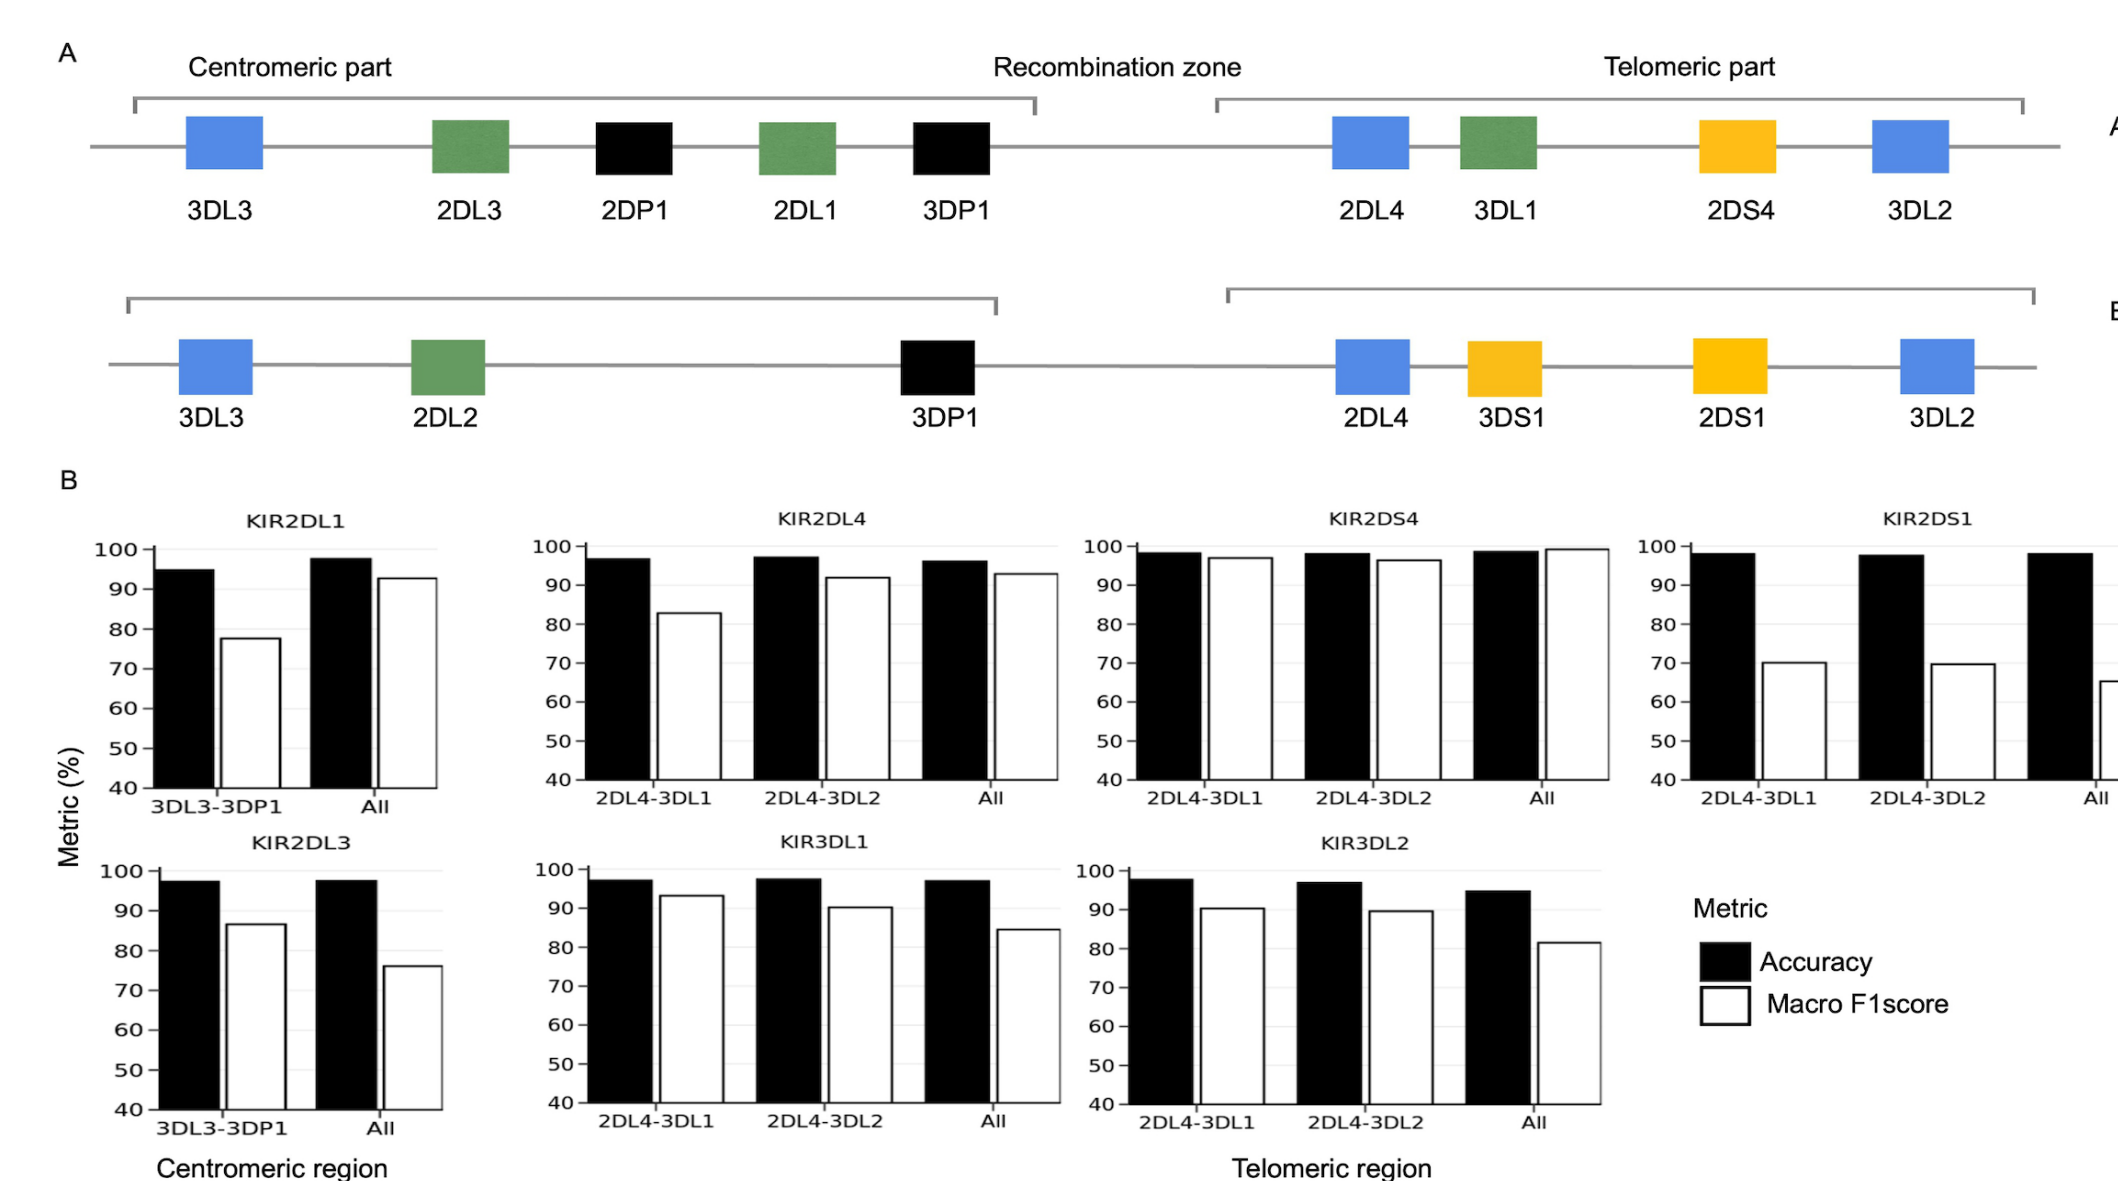 A
Centromeric part Recombination zone Telomeric part
3DL3 2DL3 2DP1 2DL1 3DP1 2DL4 3DL1 2DS4 3DL2
3DL3 2DL2 3DP1 2DL4 3DS1 2DS1 3DL2
B
Metric (%)
KIR2DL1
100
90
80
70
60
50
40
3DL3-3DP1 All
KIR2DL4
100
90
80
70
60
50
40
2DL4-3DL1 2DL4-3DL2 All
KIR2DS4
100
90
80
70
60
50
40
2DL4-3DL1 2DL4-3DL2 All
KIR2DS1
100
90
80
70
60
50
40
2DL4-3DL1 2DL4-3DL2 All
KIR2DL3
100
90
80
70
60
50
40
3DL3-3DP1 All
KIR3DL1
100
90
80
70
60
50
40
2DL4-3DL1 2DL4-3DL2 All
KIR3DL2
100
90
80
70
60
50
40
2DL4-3DL1 2DL4-3DL2 All
Metric
Accuracy
Macro F1score
Centromeric region Telomeric region